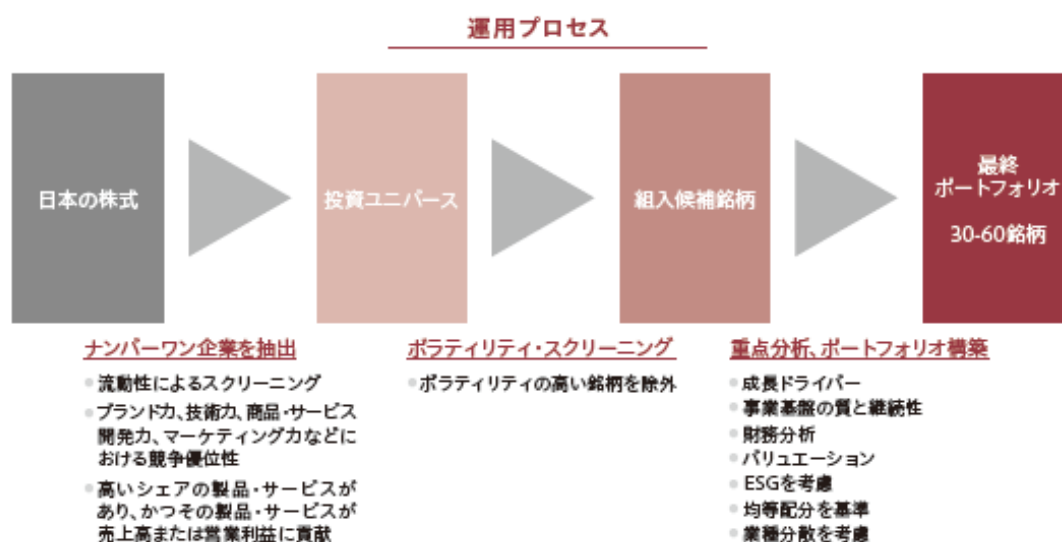 運用プロセス
日本の株式
投資ユニバース
組入候補銘柄
最終
ポートフォリオ
30-60銘柄
ナンバーワン企業を抽出
流動性によるスクリーニング
ブランド力、技術力、商品・サービス
開発力、マーケティング力などに
おける競争優位性
高いシェアの製品・サービスが
あり、かつその製品・サービスが
売上高または営業利益に貢献
ボラティリティ・スクリーニング
ボラティリティの高い銘柄を除外
重点分析、ポートフォリオ構築
成長ドライバー
事業基盤の質と継続性
財務分析
バリュエーション
ESGを考慮
均等配分を基準
業種分散を考慮